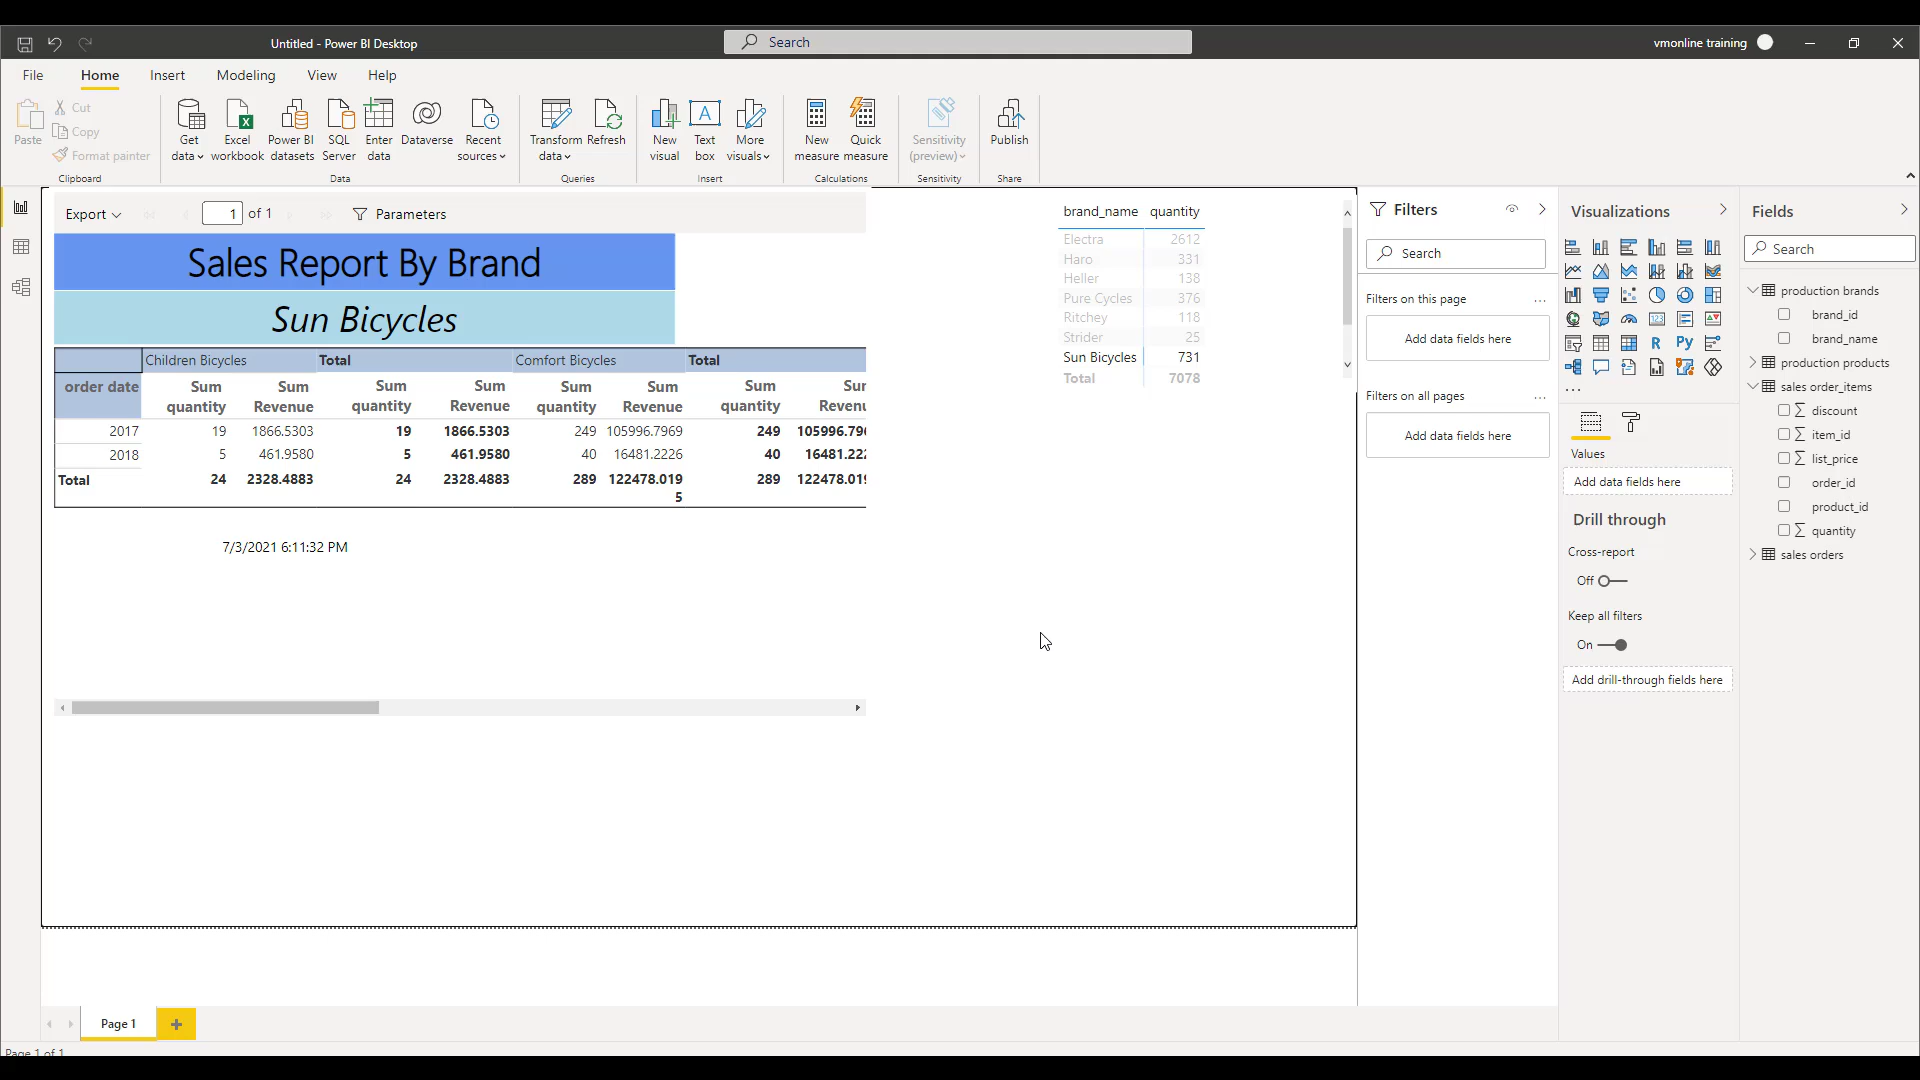 Untitled - Power BI Desktop
Search
vmonline training
File Home Insert Modeling View Help
Paste
Cut
Copy
Format painter
Clipboard
Get data
Excel workbook
Power BI datasets
SQL Server
Enter data
Dataverse
Recent sources
Data
Transform data
Refresh
Queries
New visual
Text box
More visuals
Insert
New measure
Quick measure
Calculations
Sensitivity (preview)
Sensitivity
Publish
Share
Export 1 of 1 Parameters
Sales Report By Brand
Sun Bicycles
Children Bicycles Total Comfort Bicycles Total
order date Sum quantity Sum Revenue Sum quantity Sum Revenue Sum quantity Sum Revenue Sum quantity
2017 19 1866.5303 19 1866.5303 249 105996.7969 249
2018 5 461.9580 5 461.9580 40 16481.2226 40
Total 24 2328.4883 24 2328.4883 289 122478.0195 289
7/3/2021 6:11:32 PM
brand_name quantity
Electra 2612
Haro 331
Heller 138
Pure Cycles 376
Ritchey 118
Strider 25
Sun Bicycles 731
Total 7078
Filters
Search
Filters on this page ...
Add data fields here
Filters on all pages ...
Add data fields here
Visualizations
R Py
...
Values
Add data fields here
Drill through
Cross-report
Off
Keep all filters
On
Add drill-through fields here
Fields
Search
production brands
brand_id
brand_name
production products
sales order_items
∑ discount
∑ item_id
∑ list_price
order_id
product_id
∑ quantity
sales orders
Page 1
+
Page 1 of 1